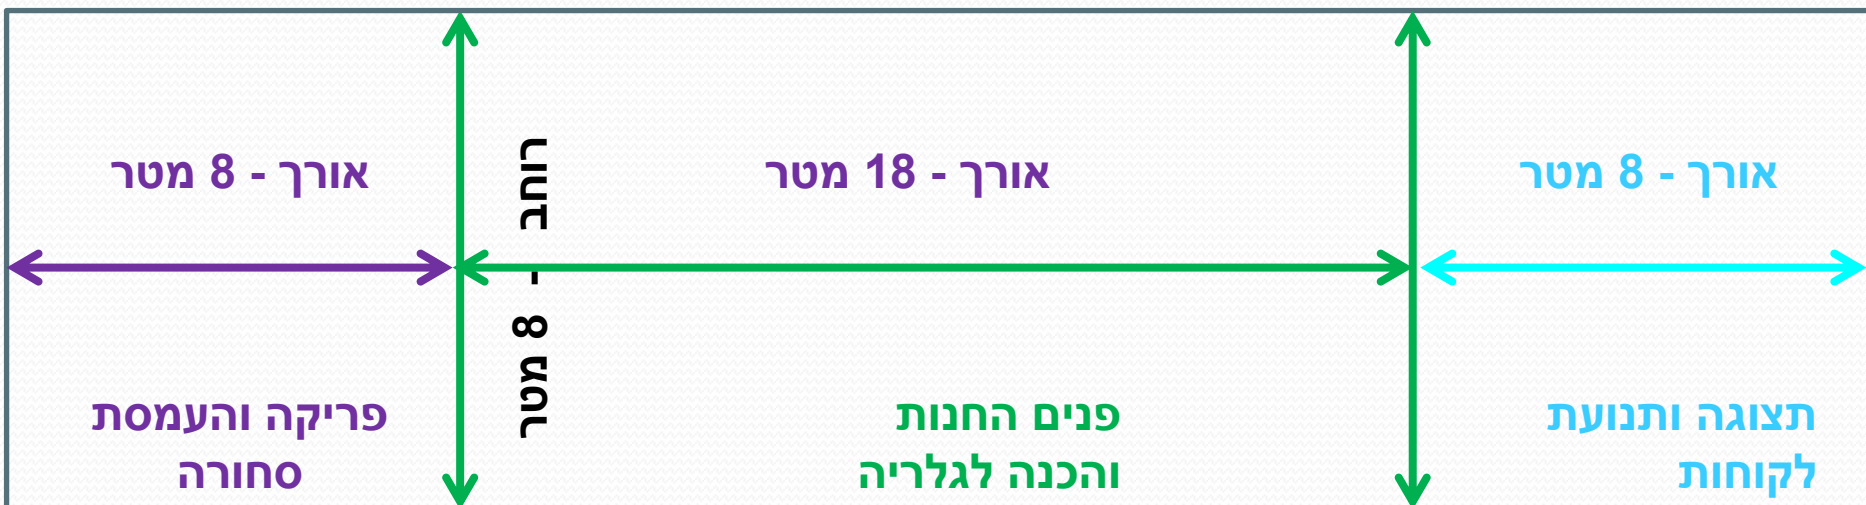 אורך - 8 מטר
אורך - 18 מטר
אורך - 8 מטר
רוחב - 8 מטר
תצוגה ותנועת
לקוחות
פנים החנות
והכנה לגלריה
פריקה והעמסת
סחורה